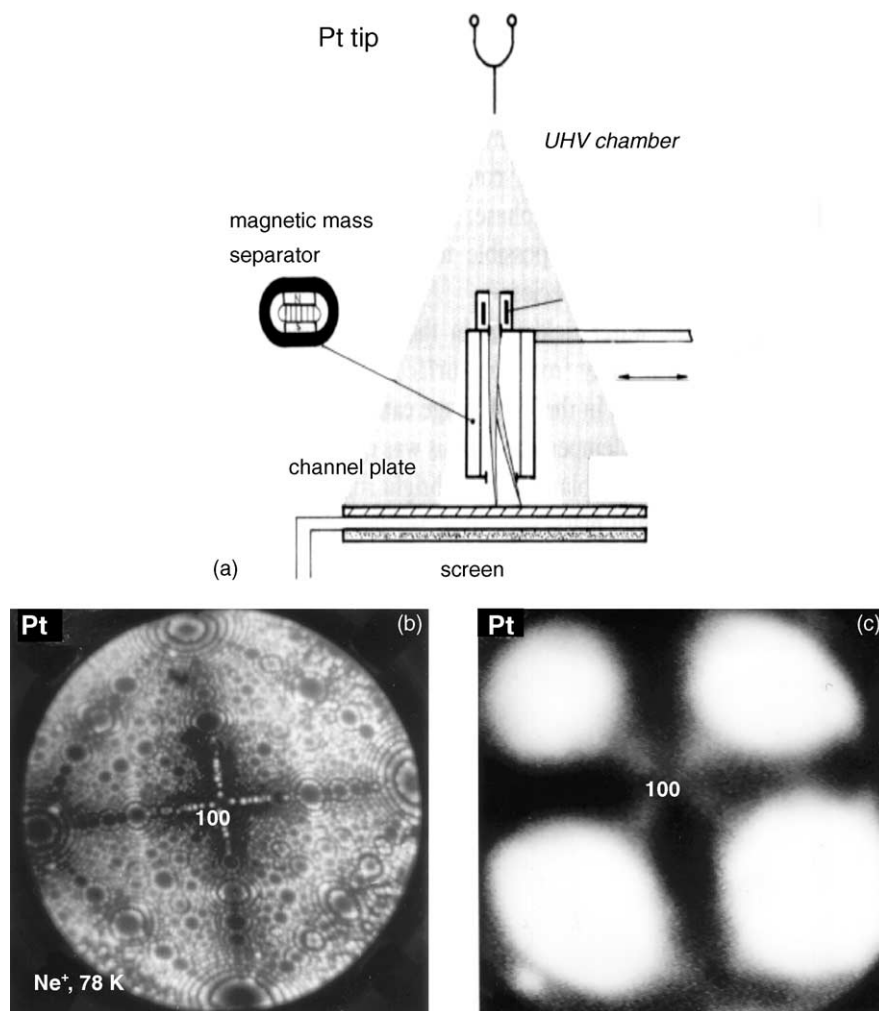 Pt tip
UHV chamber
magnetic mass
separator
N
S
channel plate
(a)
screen
Pt
(b)
100
Ne⁺, 78 K
Pt
(c)
100